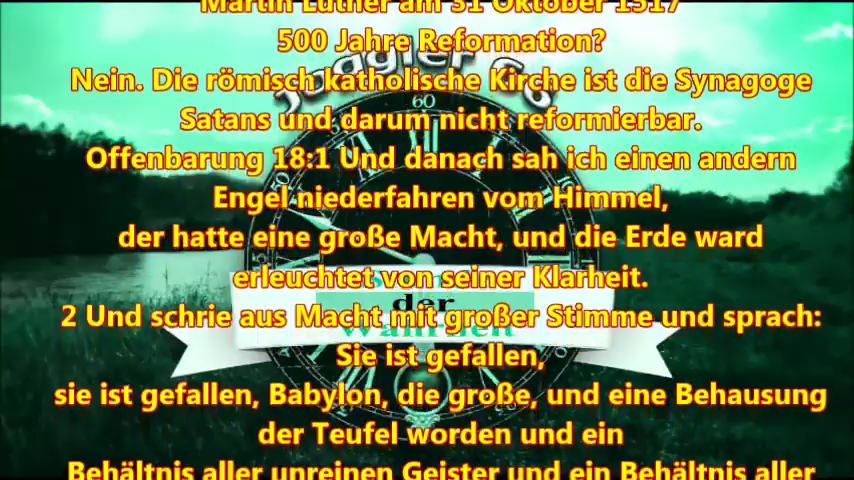 Martin Luther am 31 Oktober 1517
500 Jahre Reformation?
Nein. Die römisch katholische Kirche ist die Synagoge
Satans und darum nicht reformierbar.
Offenbarung 18:1 Und danach sah ich einen andern
Engel niederfahren vom Himmel,
der hatte eine große Macht, und die Erde ward
erleuchtet von seiner Klarheit.
2 Und schrie aus Macht mit großer Stimme und sprach:
Sie ist gefallen,
sie ist gefallen, Babylon, die große, und eine Behausung
der Teufel worden und ein
Behältnis aller unreinen Geister und ein Behältnis aller
60
der